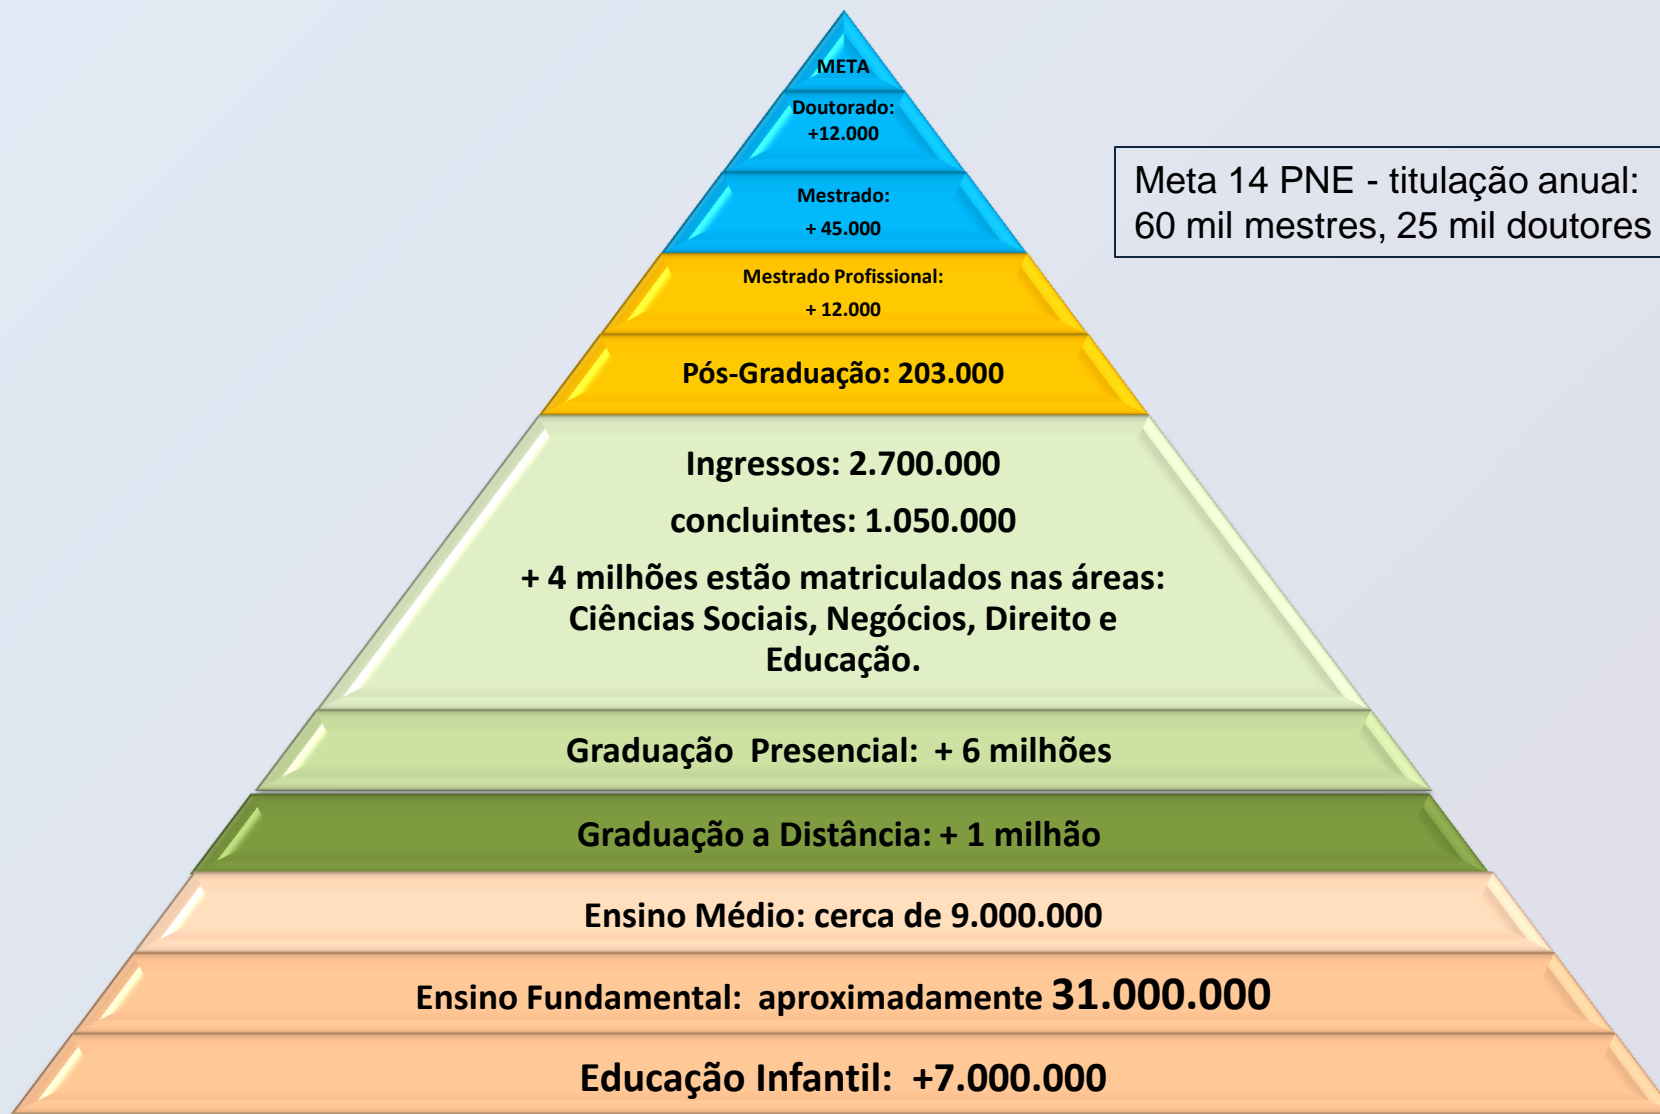 META
Doutorado:
+12.000
Mestrado:
+ 45.000
Meta 14 PNE - titulação anual:
60 mil mestres, 25 mil doutores
Mestrado Profissional:
+ 12.000
Pós-Graduação: 203.000
Ingressos: 2.700.000
concluintes: 1.050.000
+ 4 milhões estão matriculados nas áreas:
Ciências Sociais, Negócios, Direito e
Educação.
Graduação  Presencial:  + 6 milhões
Graduação a Distância: + 1 milhão
Ensino Médio: cerca de 9.000.000
Ensino Fundamental:  aproximadamente 31.000.000
Educação Infantil:  +7.000.000